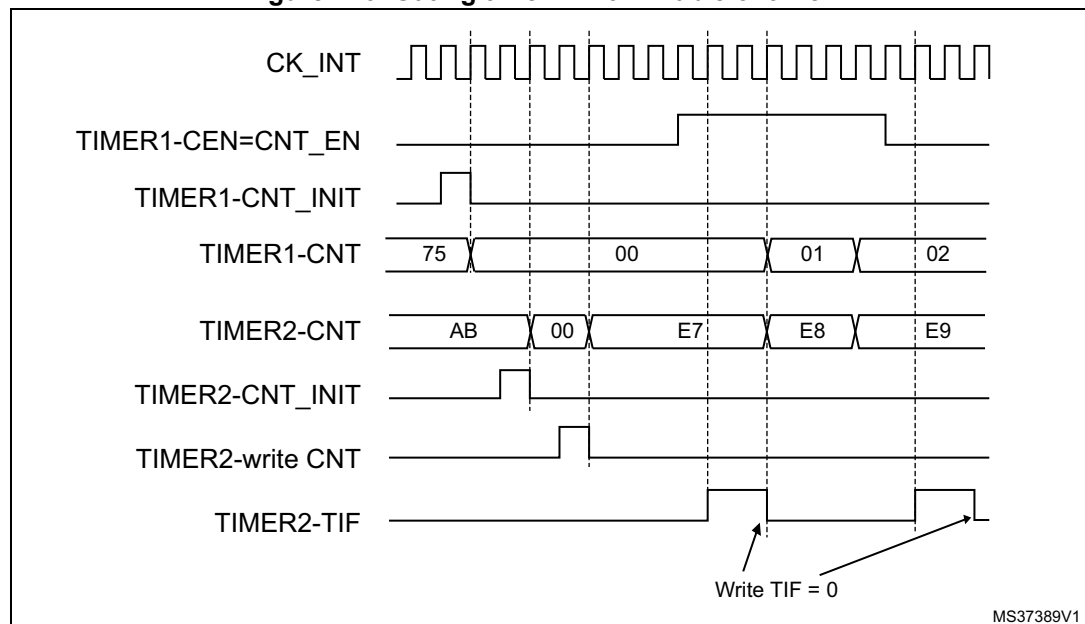 CK_INT
TIMER1-CEN=CNT_EN
TIMER1-CNT_INIT
TIMER1-CNT 75 00 01 02
TIMER2-CNT AB 00 E7 E8 E9
TIMER2-CNT_INIT
TIMER2-write CNT
TIMER2-TIF
Write TIF = 0
MS37389V1